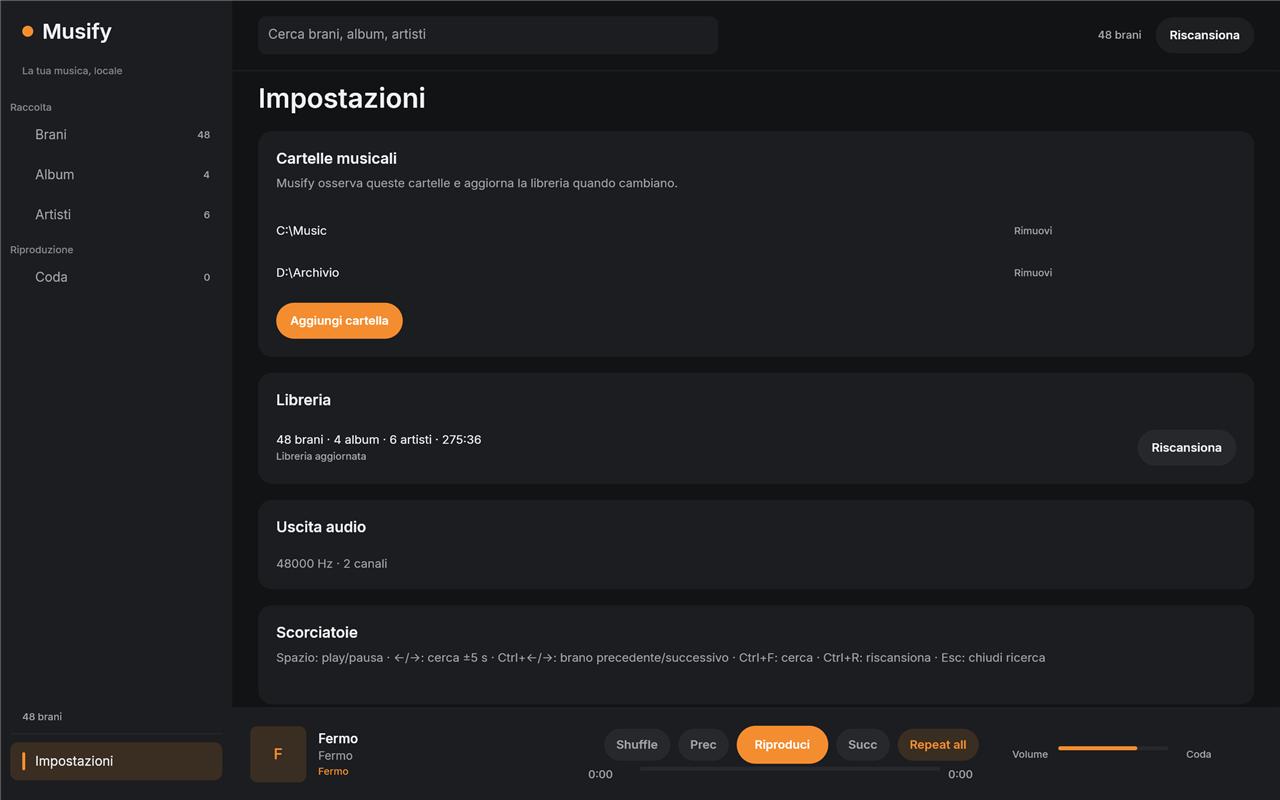 Musify
La tua musica, locale
Raccolta
Brani 48
Album 4
Artisti 6
Riproduzione
Coda 0
48 brani
Impostazioni
Cerca brani, album, artisti
48 brani
Riscansiona
Impostazioni
Cartelle musicali
Musify osserva queste cartelle e aggiorna la libreria quando cambiano.
C:\Music Rimuovi
D:\Archivio Rimuovi
Aggiungi cartella
Libreria
48 brani · 4 album · 6 artisti · 275:36
Libreria aggiornata
Riscansiona
Uscita audio
48000 Hz · 2 canali
Scorciatoie
Spazio: play/pausa · ←/→: cerca ±5 s · Ctrl+←/→: brano precedente/successivo · Ctrl+F: cerca · Ctrl+R: riscansiona · Esc: chiudi ricerca
F
Fermo
Fermo
Fermo
Shuffle Prec Riproduci Succ Repeat all
0:00 0:00
Volume Coda